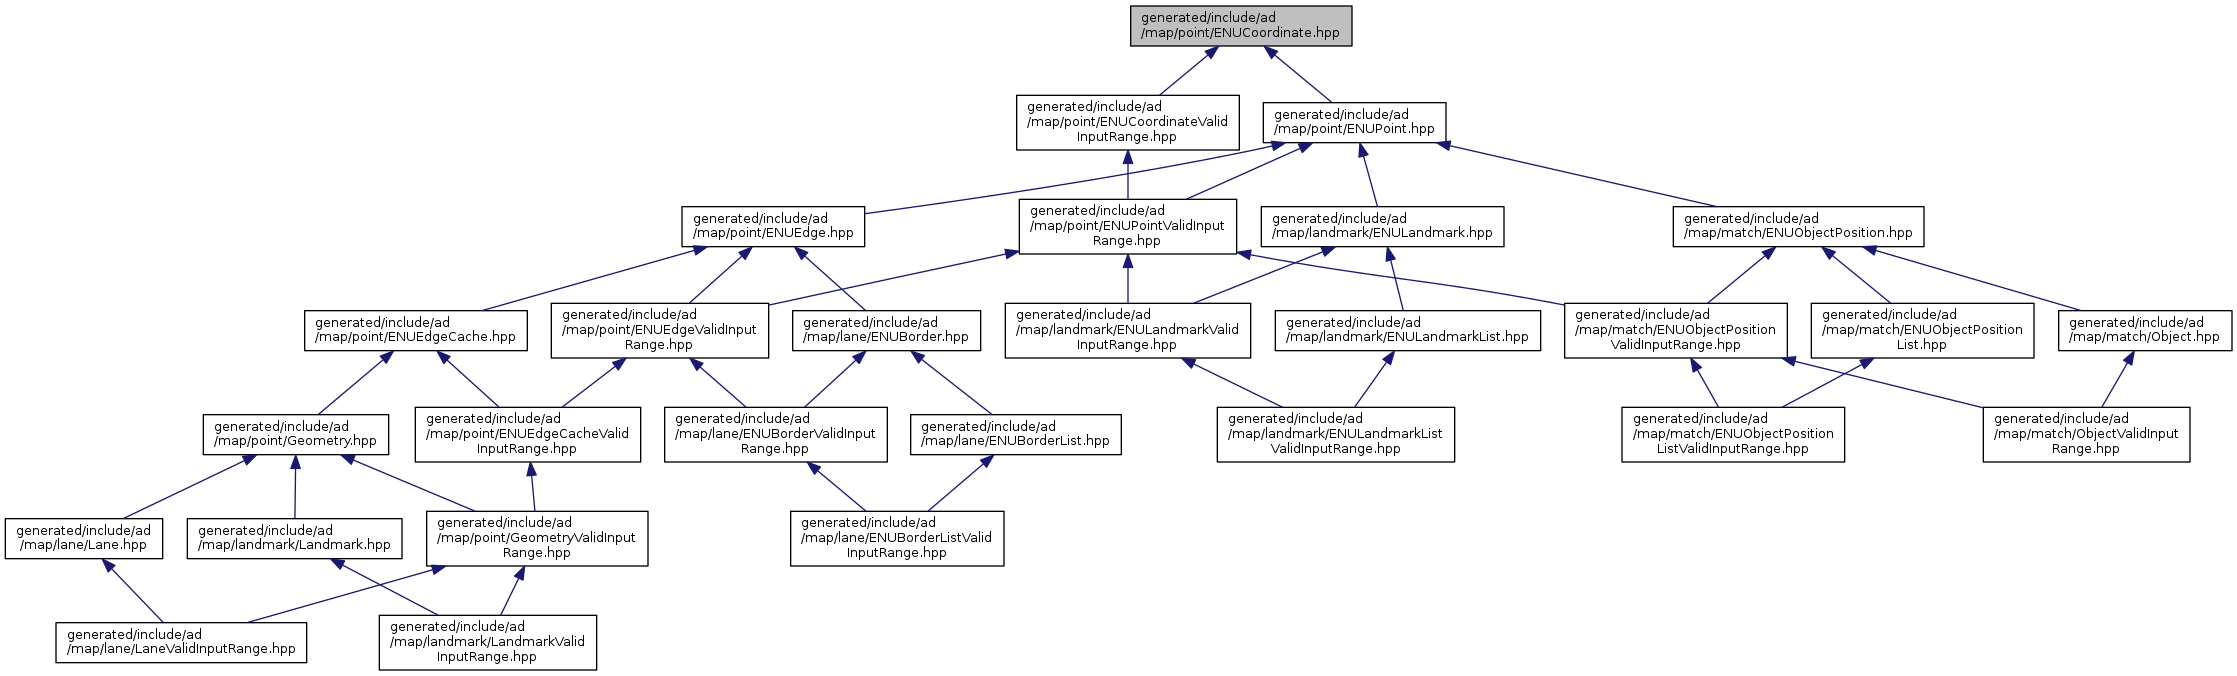 generated/include/ad
/map/point/ENUCoordinate.hpp
generated/include/ad
/map/point/ENUCoordinateValid
InputRange.hpp
generated/include/ad
/map/point/ENUPoint.hpp
generated/include/ad
/map/point/ENUEdge.hpp
generated/include/ad
/map/point/ENUPointValidInput
Range.hpp
generated/include/ad
/map/landmark/ENULandmark.hpp
generated/include/ad
/map/match/ENUObjectPosition.hpp
generated/include/ad
/map/point/ENUEdgeCache.hpp
generated/include/ad
/map/point/ENUEdgeValidInput
Range.hpp
generated/include/ad
/map/lane/ENUBorder.hpp
generated/include/ad
/map/landmark/ENULandmarkValid
InputRange.hpp
generated/include/ad
/map/landmark/ENULandmarkList.hpp
generated/include/ad
/map/match/ENUObjectPosition
ValidInputRange.hpp
generated/include/ad
/map/match/ENUObjectPosition
List.hpp
generated/include/ad
/map/match/Object.hpp
generated/include/ad
/map/point/Geometry.hpp
generated/include/ad
/map/point/ENUEdgeCacheValid
InputRange.hpp
generated/include/ad
/map/lane/ENUBorderValidInput
Range.hpp
generated/include/ad
/map/lane/ENUBorderList.hpp
generated/include/ad
/map/landmark/ENULandmarkList
ValidInputRange.hpp
generated/include/ad
/map/match/ENUObjectPosition
ListValidInputRange.hpp
generated/include/ad
/map/match/ObjectValidInput
Range.hpp
generated/include/ad
/map/lane/Lane.hpp
generated/include/ad
/map/landmark/Landmark.hpp
generated/include/ad
/map/point/GeometryValidInput
Range.hpp
generated/include/ad
/map/lane/ENUBorderListValid
InputRange.hpp
generated/include/ad
/map/lane/LaneValidInputRange.hpp
generated/include/ad
/map/landmark/LandmarkValid
InputRange.hpp